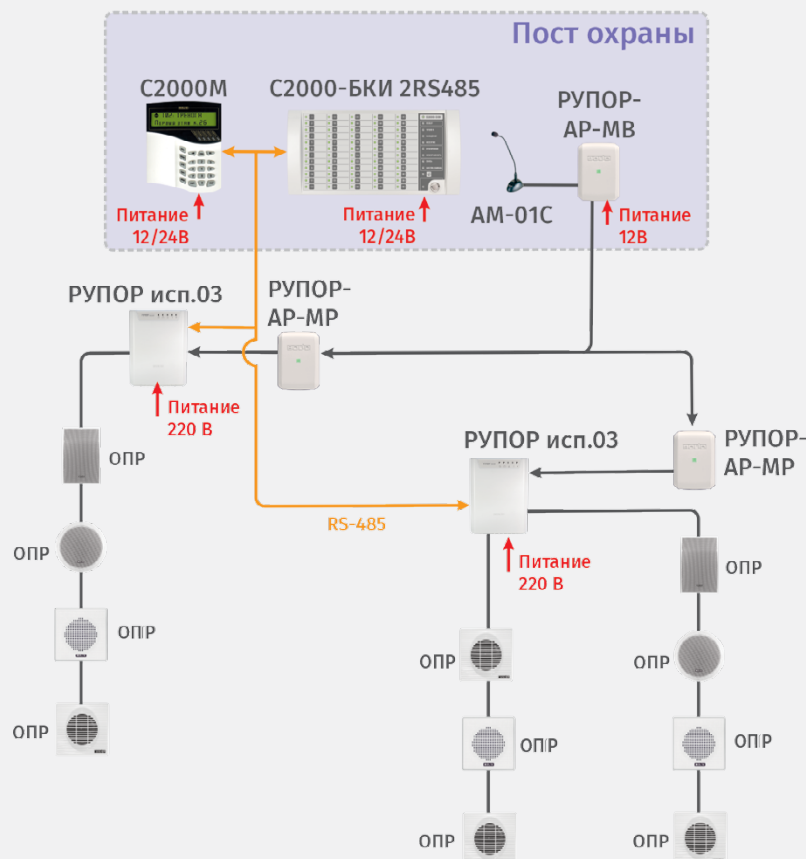 Пост охраны
С2000М
С2000-БКИ 2RS485
РУПОР-
АР-МВ
АМ-01С
Питание
12/24В
Питание
12/24В
Питание
12В
РУПОР исп.03
РУПОР-
АР-МР
Питание
220 В
ОПР
РУПОР исп.03
РУПОР-
АР-МР
RS-485
Питание
220 В
ОПР
ОПР
ОПР
ОПР
ОПР
ОПР
ОПР
ОПР
ОПР
ОПР